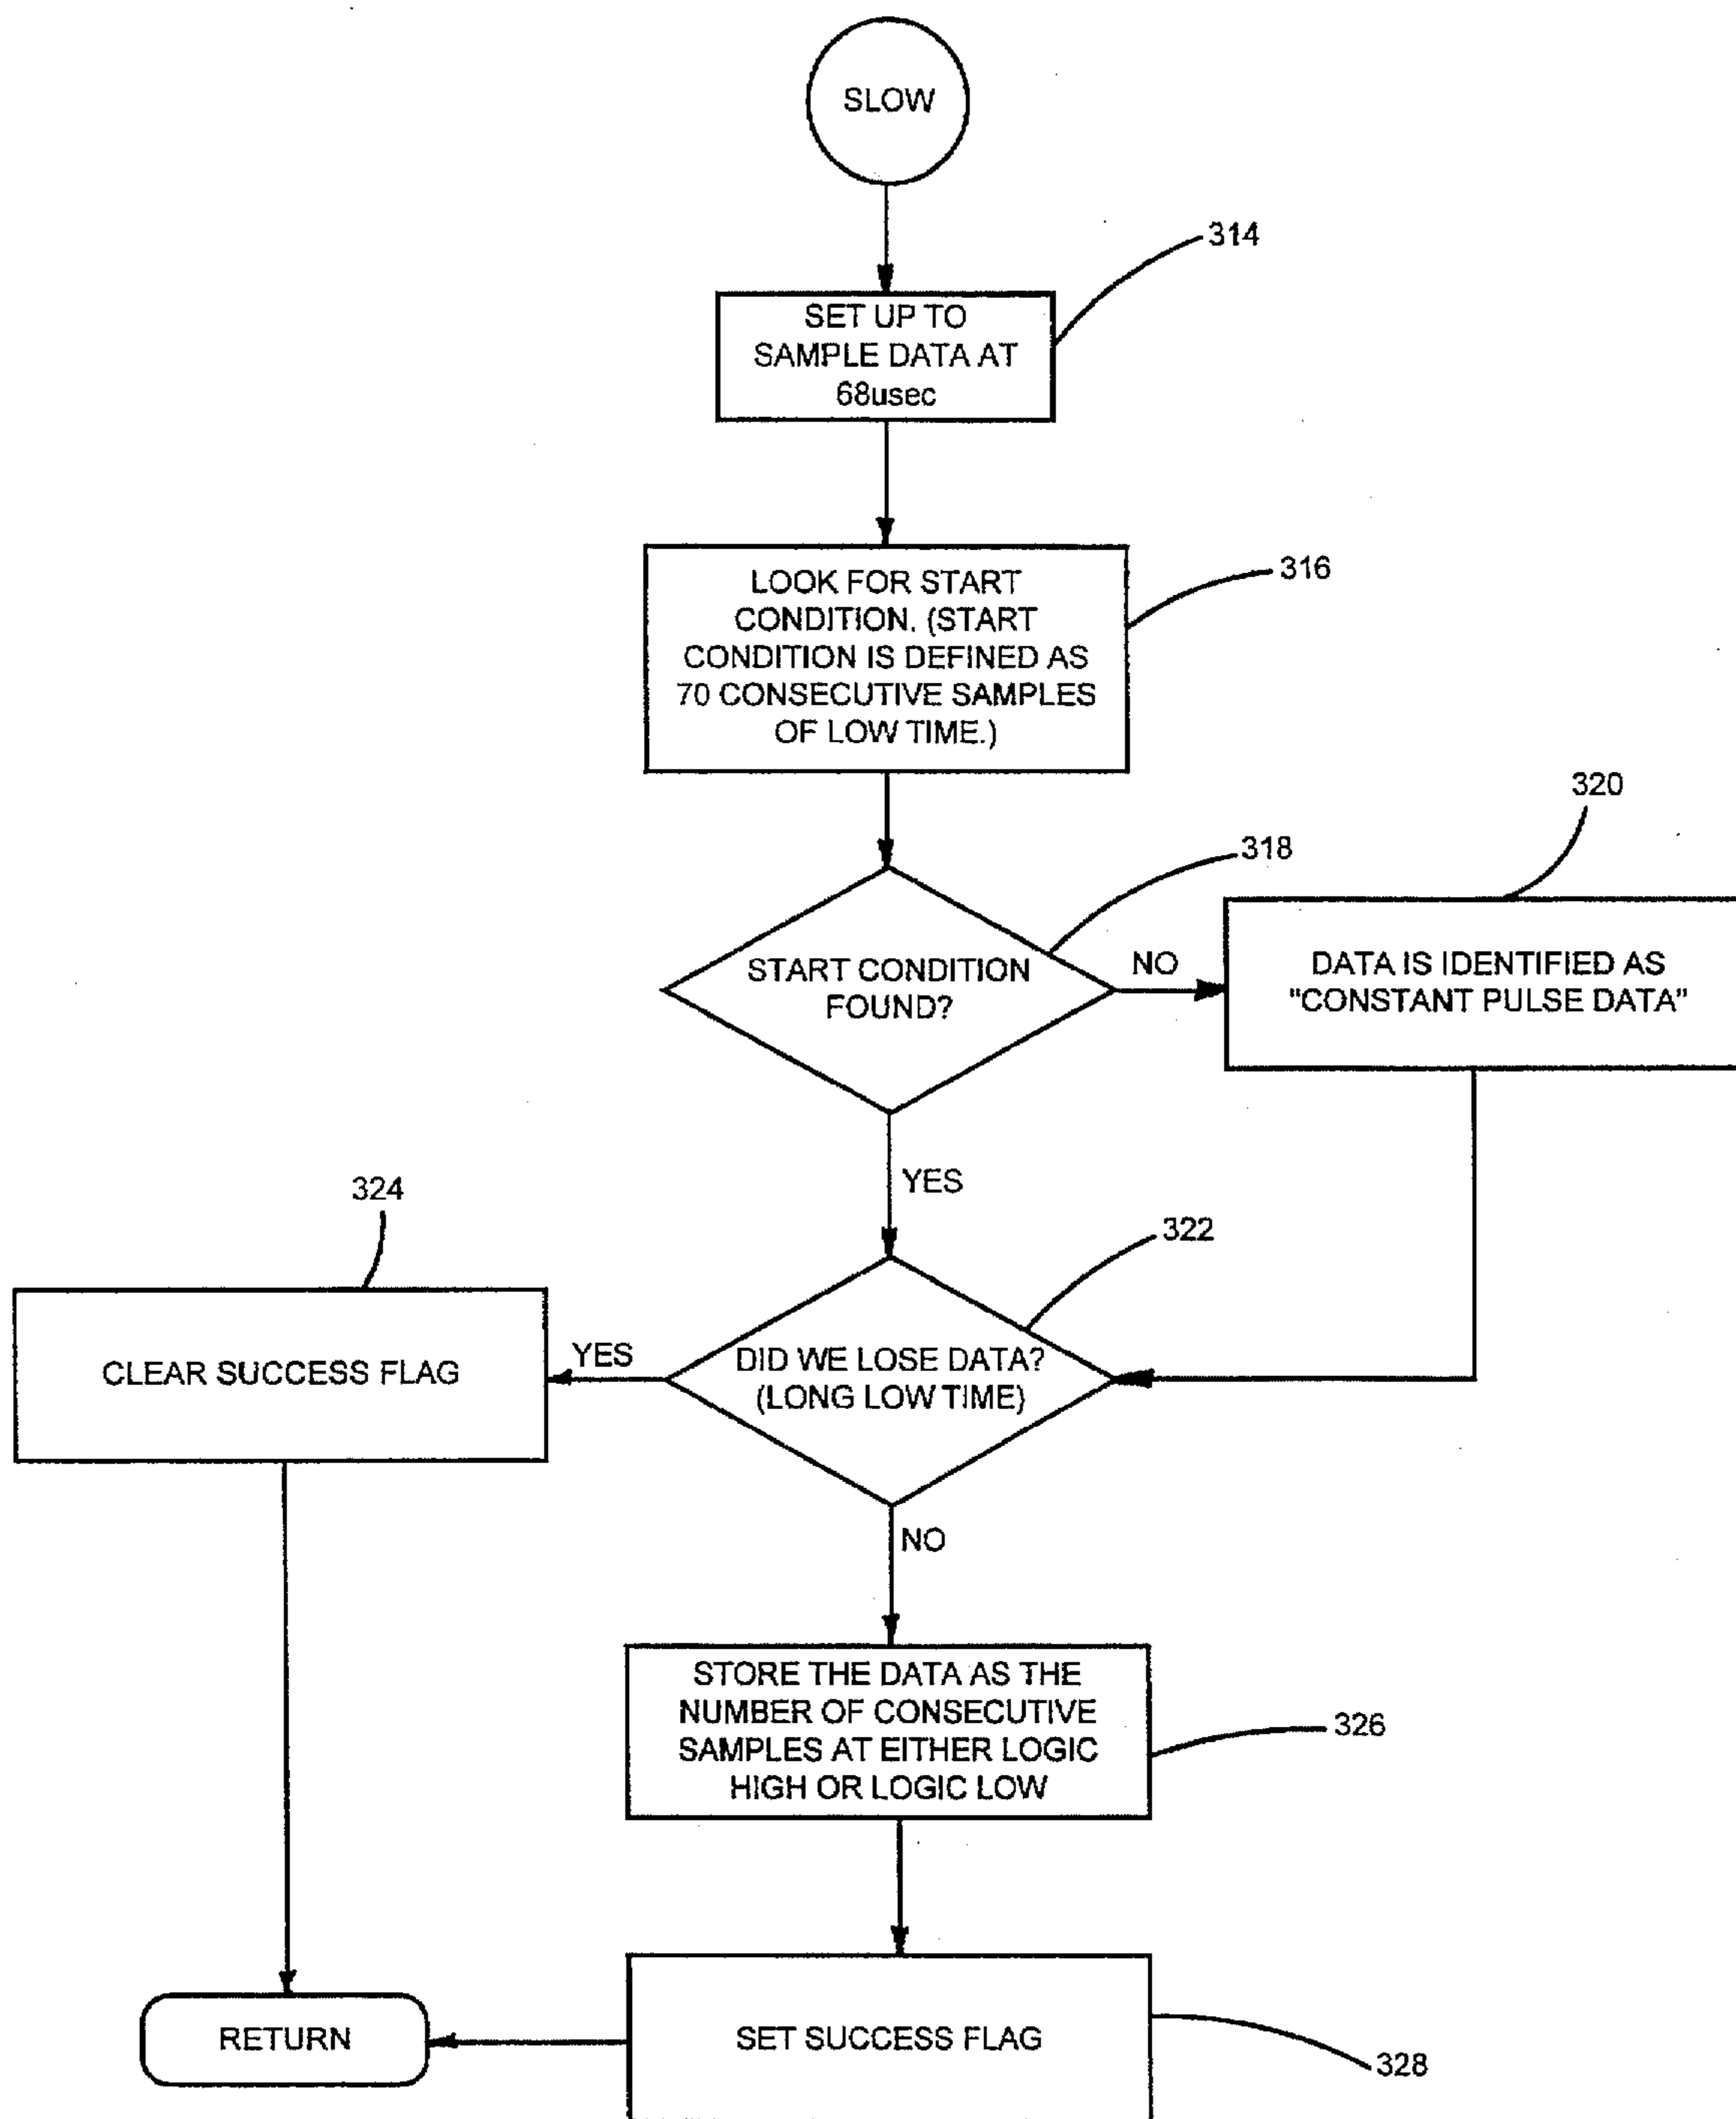 SLOW
314
SET UP TO
SAMPLE DATA AT
68usec
316
LOOK FOR START
CONDITION. (START
CONDITION IS DEFINED AS
70 CONSECUTIVE SAMPLES
OF LOW TIME.)
320
318
START CONDITION
FOUND?
NO
DATA IS IDENTIFIED AS
"CONSTANT PULSE DATA"
YES
324
322
CLEAR SUCCESS FLAG
YES
DID WE LOSE DATA?
(LONG LOW TIME)
NO
STORE THE DATA AS THE
NUMBER OF CONSECUTIVE
SAMPLES AT EITHER LOGIC
HIGH OR LOGIC LOW
326
RETURN
SET SUCCESS FLAG
328